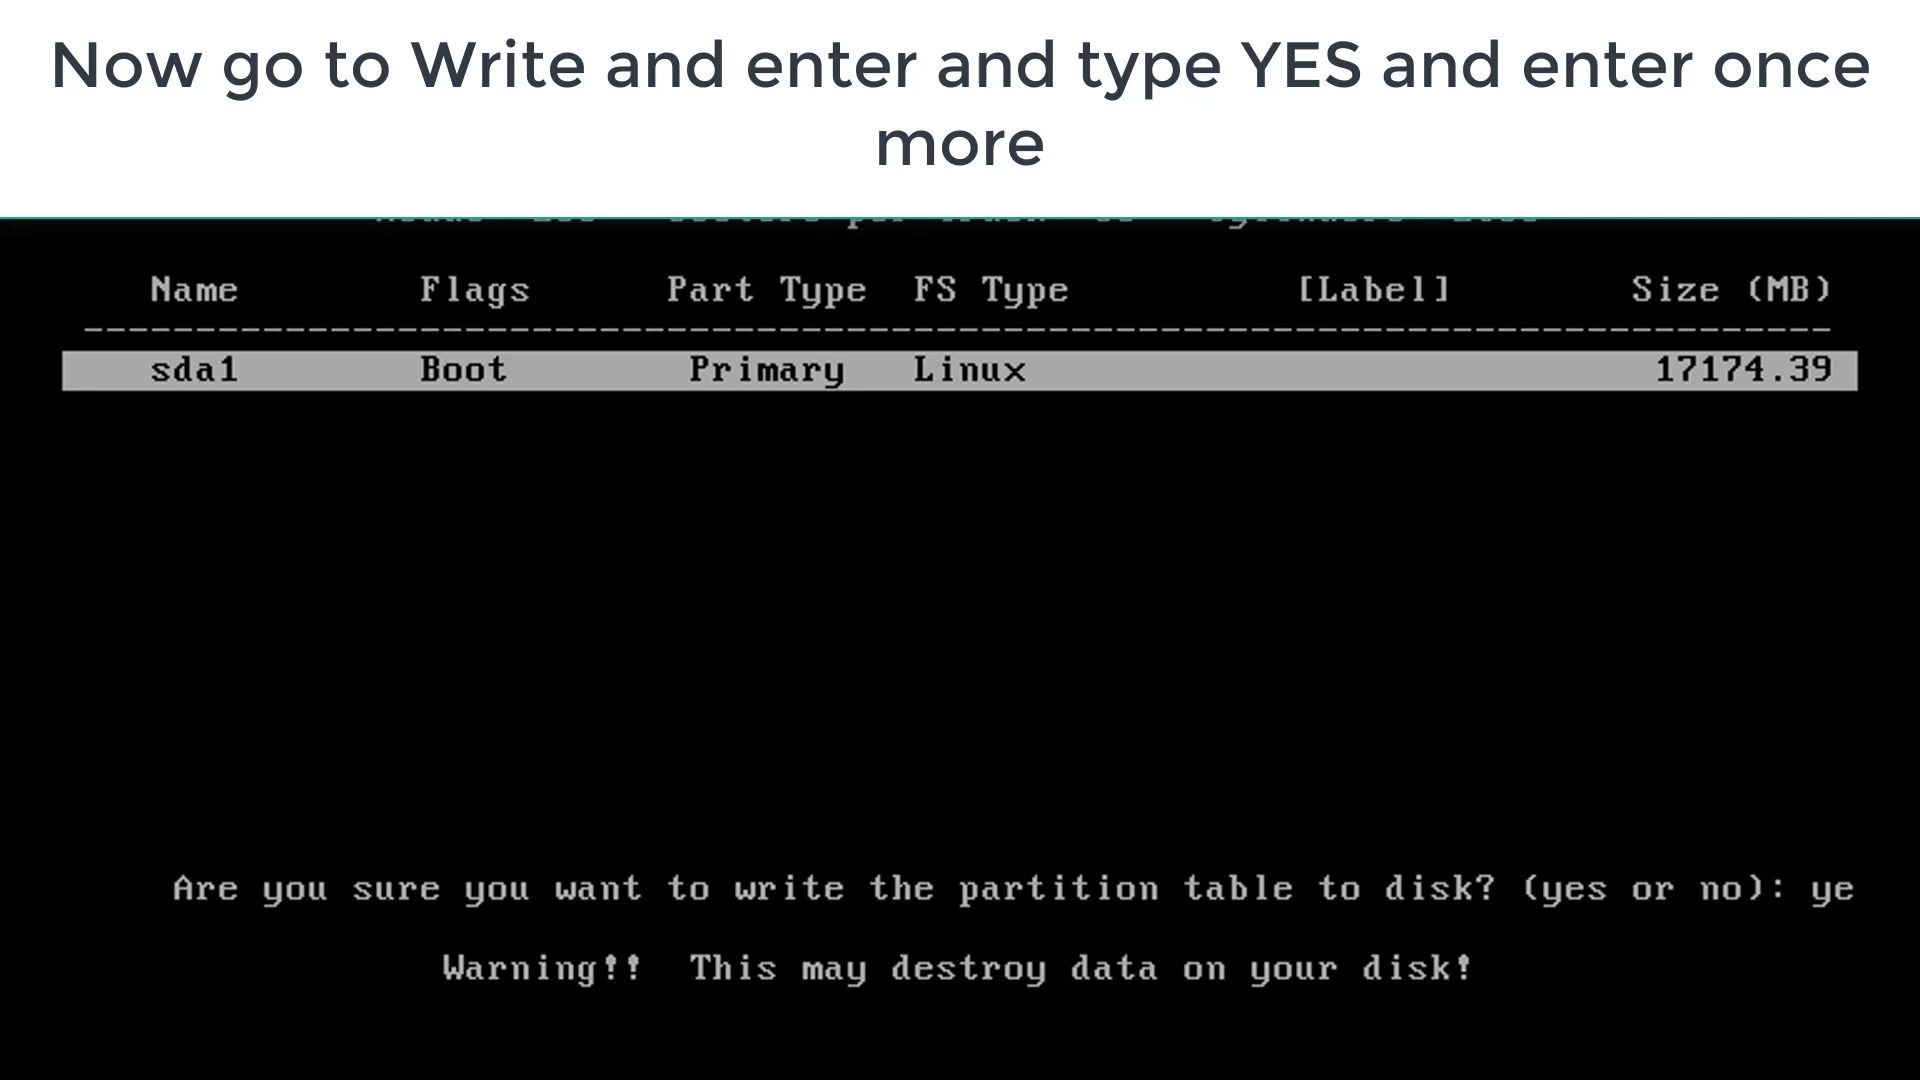 Now go to Write and enter and type YES and enter once
more
Name Flags Part Type FS Type [Label] Size (MB)
------------------------------------------------------------------------------
sda1 Boot Primary Linux 17174.39
Are you sure you want to write the partition table to disk? (yes or no): ye
Warning!! This may destroy data on your disk!